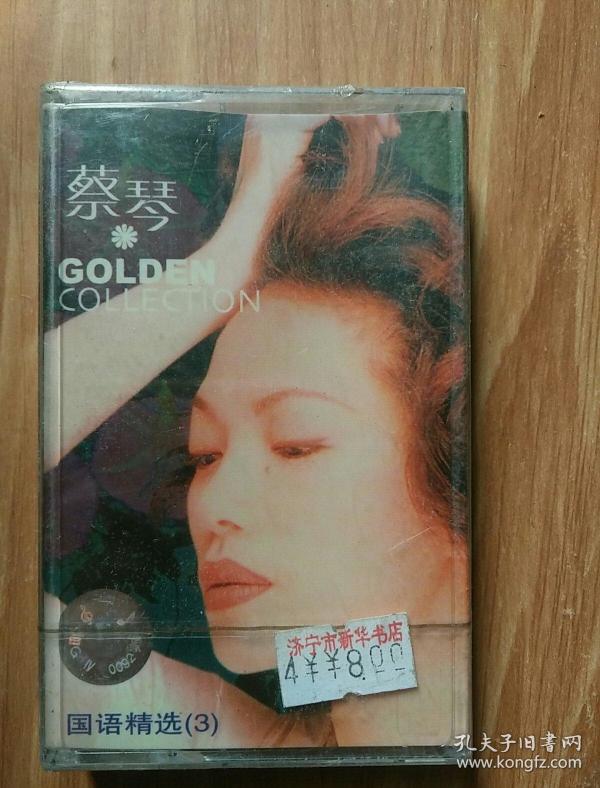 蔡琴
GOLDEN
COLLECTION
济宁市新华书店
4¥¥8.00
0092
国语精选(3)
孔夫子旧书网
www.kongfz.com